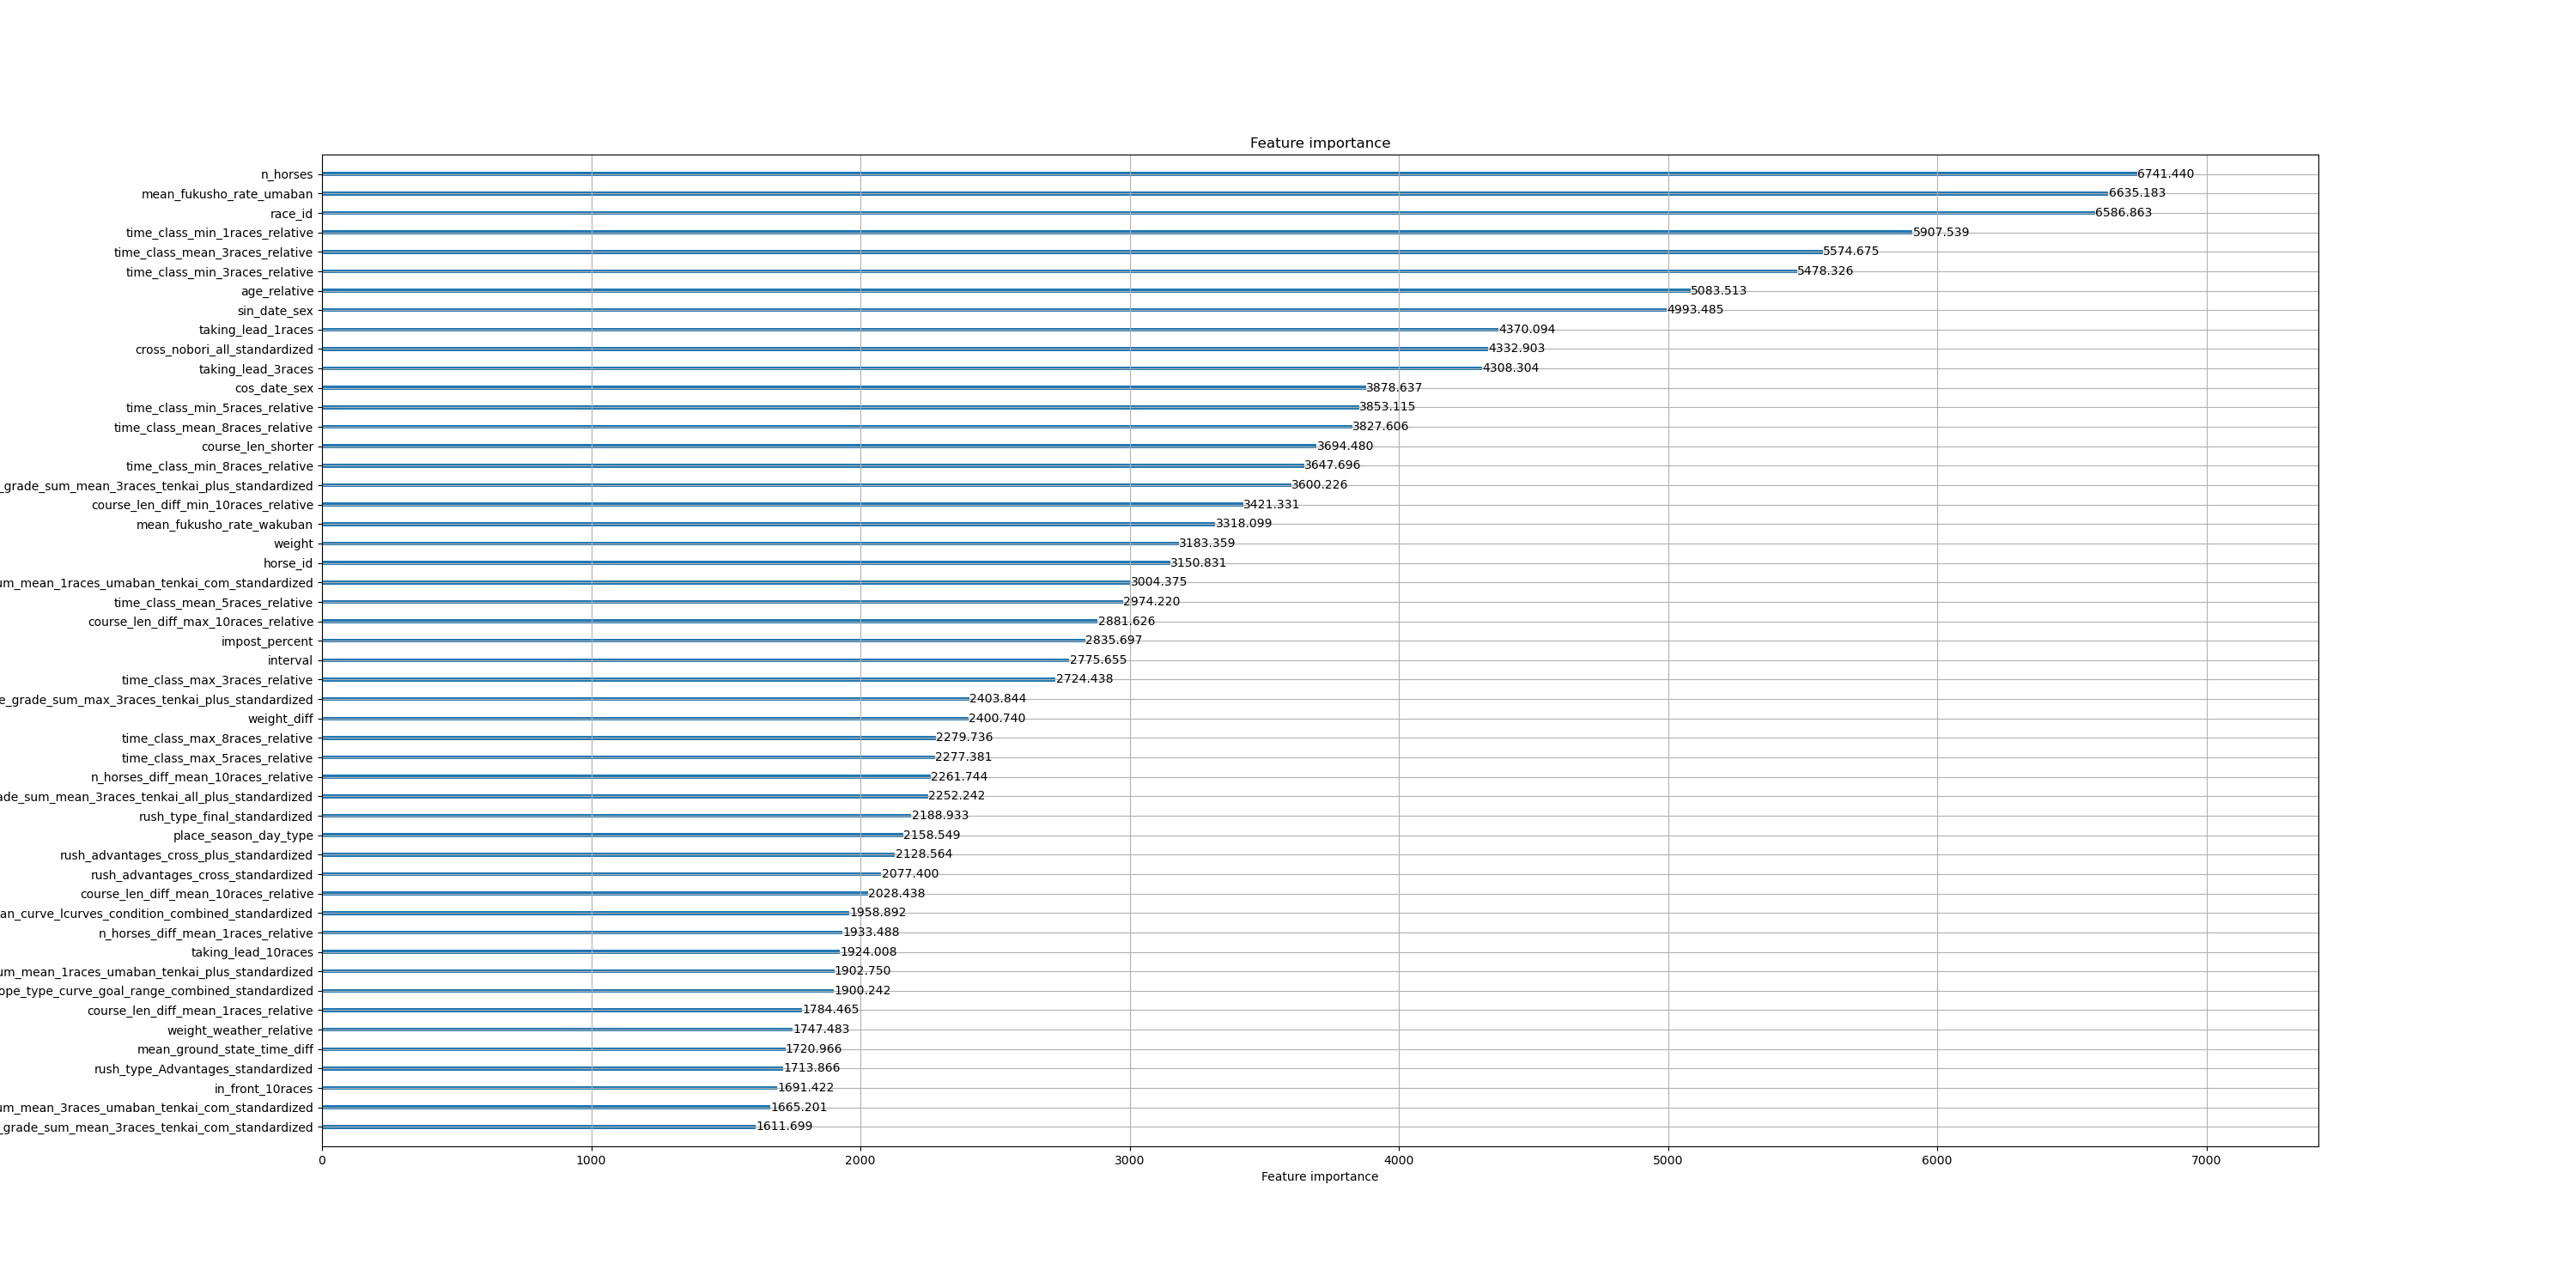 Feature importance
n_horses 6741.440
mean_fukusho_rate_umaban 6635.183
race_id 6586.863
time_class_min_1races_relative 5907.539
time_class_mean_3races_relative 5574.675
time_class_min_3races_relative 5478.326
age_relative 5083.513
sin_date_sex 4993.485
taking_lead_1races 4370.094
cross_nobori_all_standardized 4332.903
taking_lead_3races 4308.304
cos_date_sex 3878.637
time_class_min_5races_relative 3853.115
time_class_mean_8races_relative 3827.606
course_len_shorter 3694.480
time_class_min_8races_relative 3647.696
_grade_sum_mean_3races_tenkai_plus_standardized 3600.226
course_len_diff_min_10races_relative 3421.331
mean_fukusho_rate_wakuban 3318.099
weight 3183.359
horse_id 3150.831
um_mean_1races_umaban_tenkai_com_standardized 3004.375
time_class_mean_5races_relative 2974.220
course_len_diff_max_10races_relative 2881.626
impost_percent 2835.697
interval 2775.655
time_class_max_3races_relative 2724.438
e_grade_sum_max_3races_tenkai_plus_standardized 2403.844
weight_diff 2400.740
time_class_max_8races_relative 2279.736
time_class_max_5races_relative 2277.381
n_horses_diff_mean_10races_relative 2261.744
ade_sum_mean_3races_tenkai_all_plus_standardized 2252.242
rush_type_final_standardized 2188.933
place_season_day_type 2158.549
rush_advantages_cross_plus_standardized 2128.564
rush_advantages_cross_standardized 2077.400
course_len_diff_mean_10races_relative 2028.438
an_curve_lcurves_condition_combined_standardized 1958.892
n_horses_diff_mean_1races_relative 1933.488
taking_lead_10races 1924.008
um_mean_1races_umaban_tenkai_plus_standardized 1902.750
ope_type_curve_goal_range_combined_standardized 1900.242
course_len_diff_mean_1races_relative 1784.465
weight_weather_relative 1747.483
mean_ground_state_time_diff 1720.966
rush_type_Advantages_standardized 1713.866
in_front_10races 1691.422
um_mean_3races_umaban_tenkai_com_standardized 1665.201
_grade_sum_mean_3races_tenkai_com_standardized 1611.699
0 1000 2000 3000 4000 5000 6000 7000
Feature importance